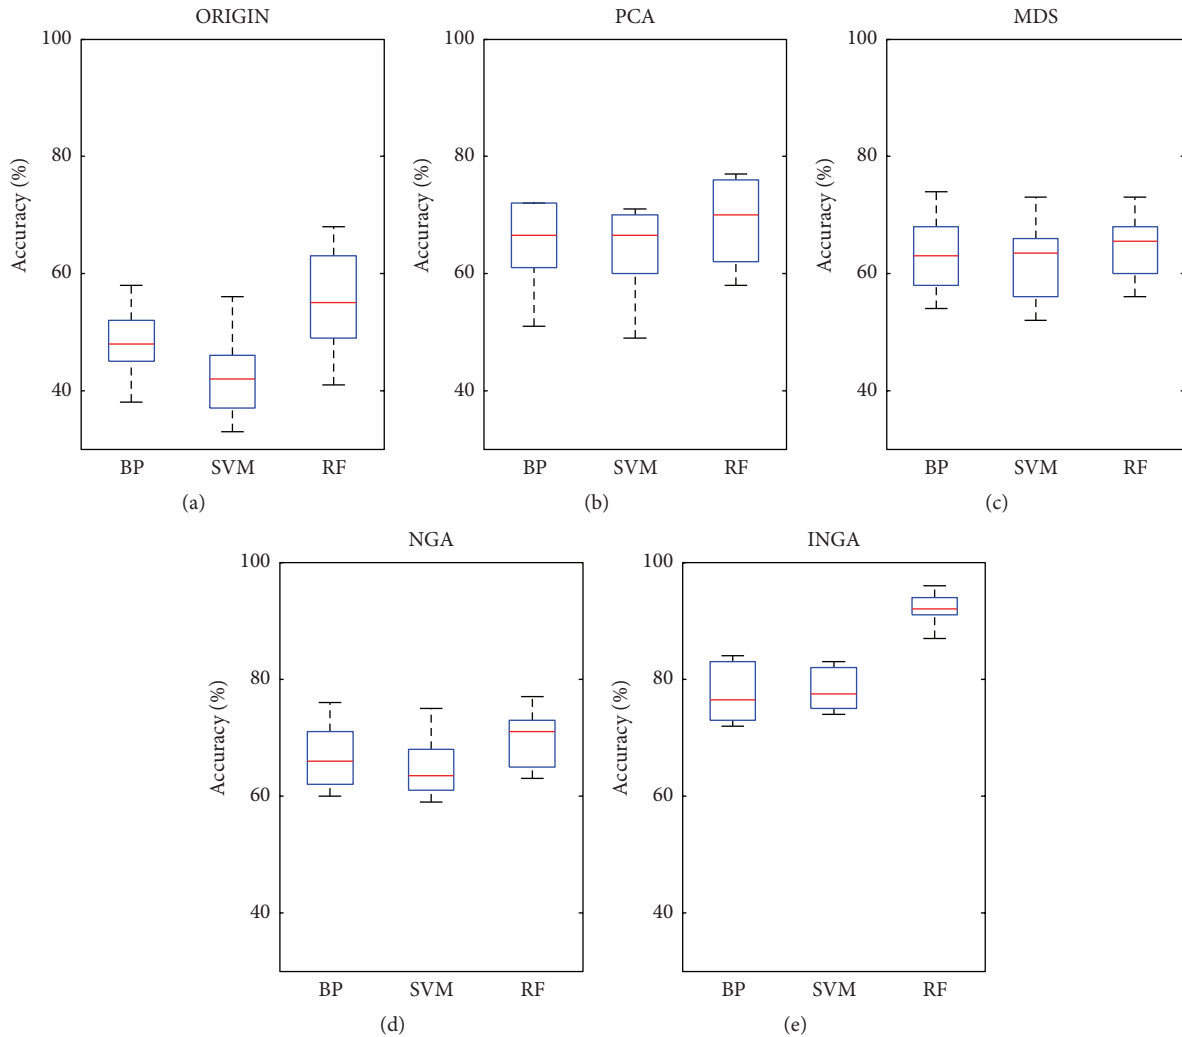 ORIGIN
100
80
60
40
Accuracy (%)
BP SVM RF
(a)
PCA
100
80
60
40
Accuracy (%)
BP SVM RF
(b)
MDS
100
80
60
40
Accuracy (%)
BP SVM RF
(c)
NGA
100
80
60
40
Accuracy (%)
BP SVM RF
(d)
INGA
100
80
60
40
Accuracy (%)
BP SVM RF
(e)